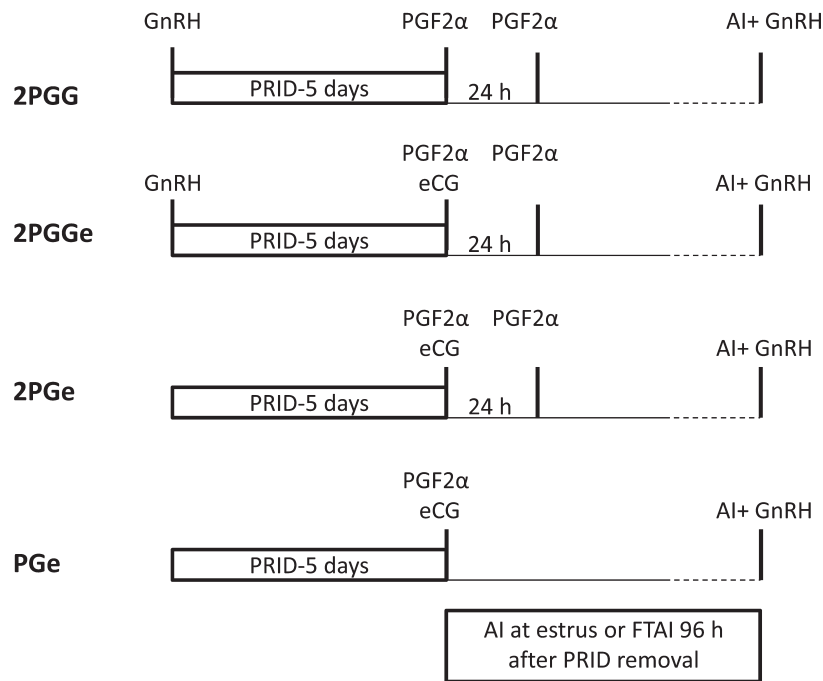 GnRH PGF2α PGF2α AI+ GnRH
2PGG PRID-5 days 24 h
PGF2α PGF2α
GnRH eCG AI+ GnRH
2PGGe PRID-5 days 24 h
PGF2α PGF2α
eCG AI+ GnRH
2PGe PRID-5 days 24 h
PGF2α
eCG AI+ GnRH
PGe PRID-5 days
AI at estrus or FTAI 96 h
after PRID removal